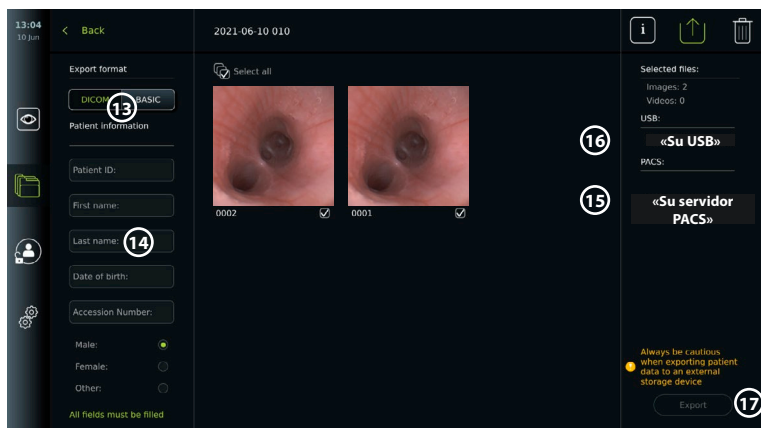 13:04
10 Jun
Back
2021-06-10 010
i
Export format
DICOM
13
BASIC
Patient information
Patient ID:
First name:
Last name:
14
Date of birth:
Accession Number:
Male:
Female:
Other:
All fields must be filled
Select all
0002
0001
Selected files:
Images: 2
Videos: 0
USB:
16
«Su USB»
PACS:
15
«Su servidor
PACS»
Always be cautious
when exporting patient
data to an external
storage device
Export
17